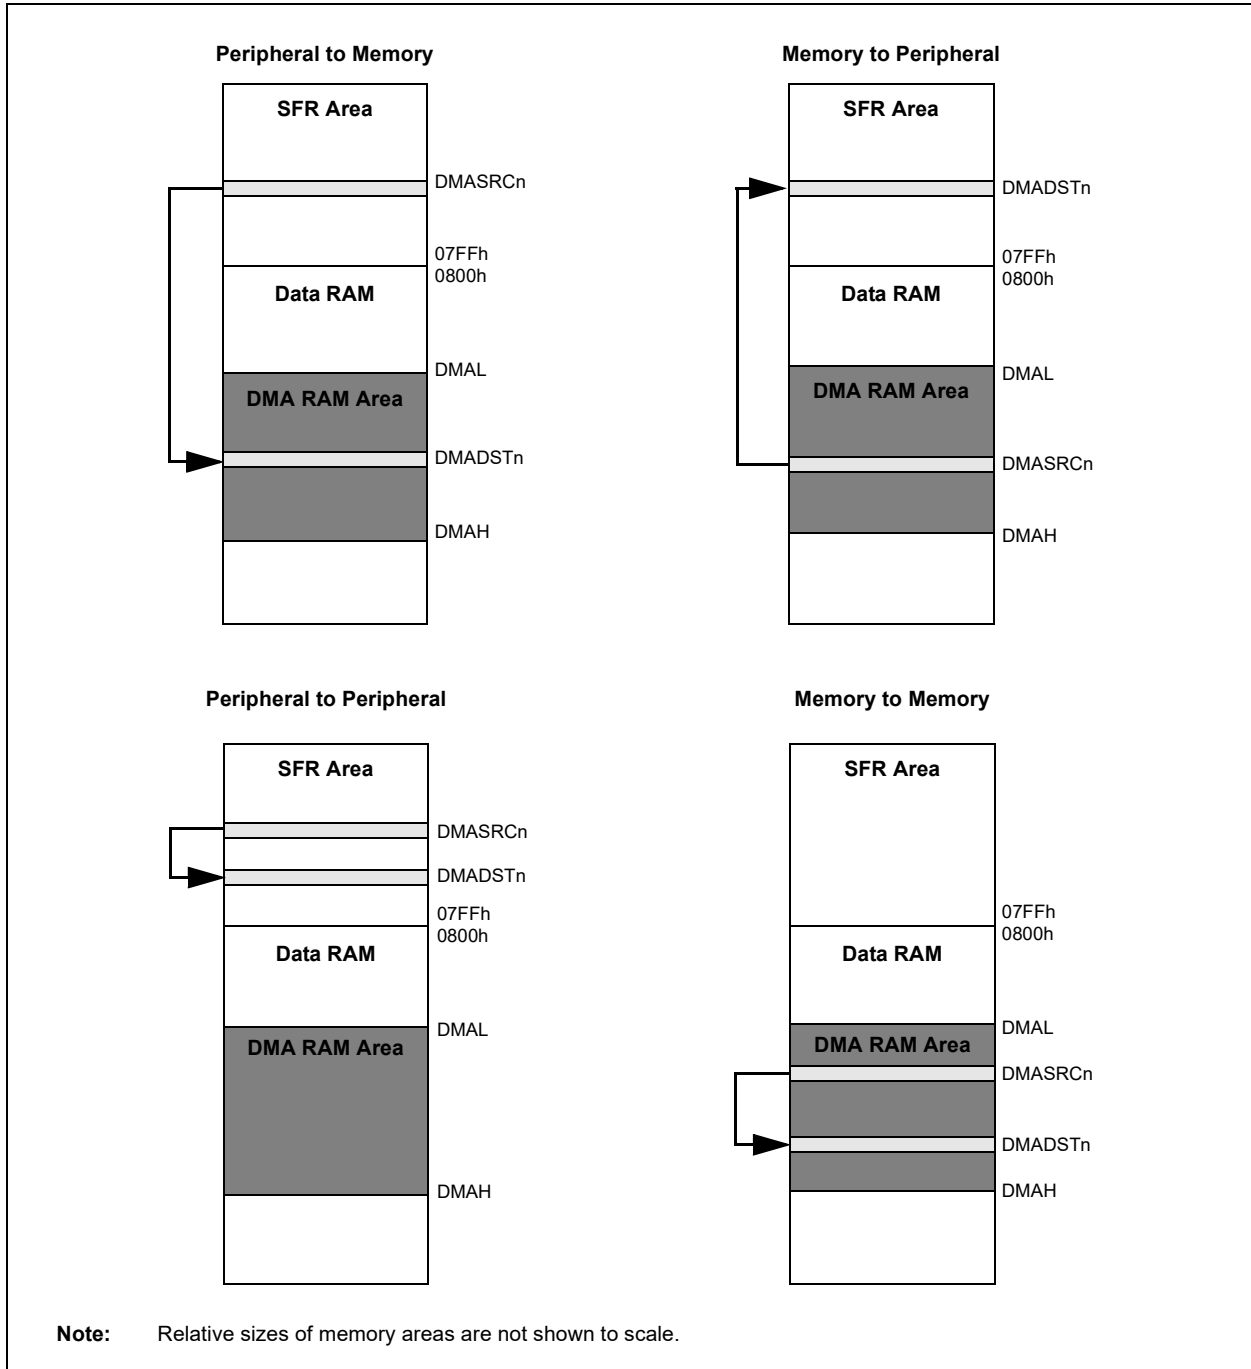 Peripheral to Memory
SFR Area
DMASRCn
07FFh
0800h
Data RAM
DMAL
DMA RAM Area
DMADSTn
DMAH
Memory to Peripheral
SFR Area
DMADSTn
07FFh
0800h
Data RAM
DMAL
DMA RAM Area
DMASRCn
DMAH
Peripheral to Peripheral
SFR Area
DMASRCn
DMADSTn
07FFh
0800h
Data RAM
DMAL
DMA RAM Area
DMAH
Memory to Memory
SFR Area
07FFh
0800h
Data RAM
DMAL
DMA RAM Area
DMASRCn
DMADSTn
DMAH
Note: Relative sizes of memory areas are not shown to scale.